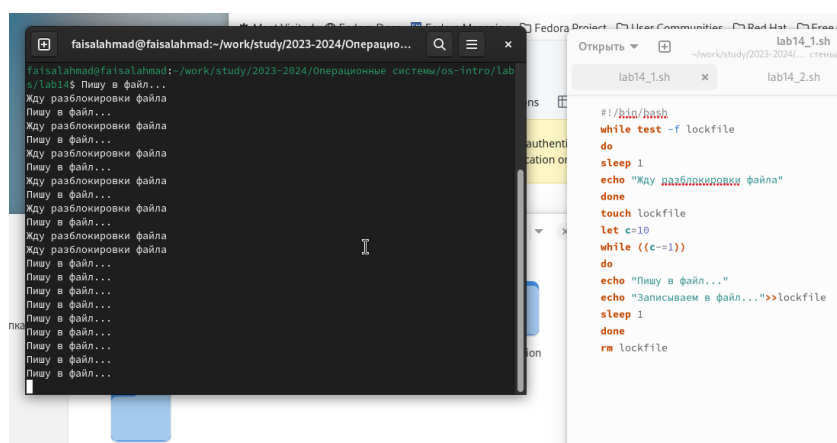 Fedora Project
User Communities
Red Hat
Free
faisalahmad@faisalahmad:~/work/study/2023-2024/Операцио...
faisalahmad@faisalahmad:~/work/study/2023-2024/Операционные системы/os-intro/lab
s/lab14$ Пишу в файл...
Жду разблокировки файла
Пишу в файл...
Жду разблокировки файла
Пишу в файл...
Жду разблокировки файла
Пишу в файл...
Жду разблокировки файла
Пишу в файл...
Жду разблокировки файла
Пишу в файл...
Жду разблокировки файла
Жду разблокировки файла
Пишу в файл...
Пишу в файл...
Пишу в файл...
Пишу в файл...
Пишу в файл...
Пишу в файл...
Пишу в файл...
Пишу в файл...
Пишу в файл...
Открыть
lab14_1.sh
~/work/study/2023-2024/...
lab14_1.sh
lab14_2.sh
#!/bin/bash
while test -f lockfile
do
sleep 1
echo "Жду разблокировки файла"
done
touch lockfile
let c=10
while ((c-=1))
do
echo "Пишу в файл..."
echo "Записываем в файл...">>lockfile
sleep 1
done
rm lockfile